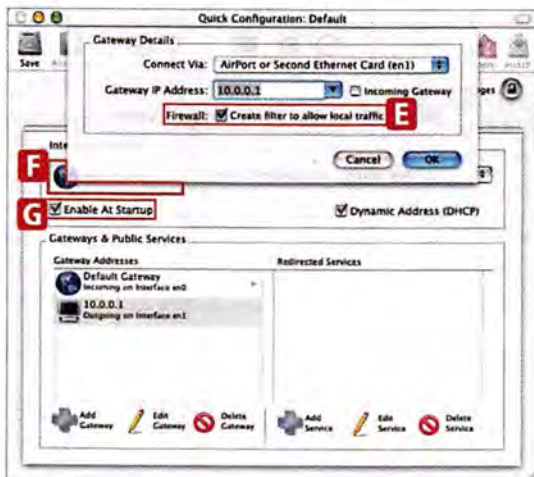 Quick Configuration: Default
Save
Gateway Details
Connect Via: AirPort or Second Ethernet Card (en1)
Gateway IP Address: 10.0.0.1 Incoming Gateway
Firewall: Create filter to allow local traffic E
Cancel OK
F
G Enable At Startup Dynamic Address (DHCP)
Gateways & Public Services
Gateway Addresses Redirected Services
Default Gateway
Incoming on Interface en0
10.0.0.1
Outgoing on Interface en1
Add Gateway Edit Gateway Delete Gateway Add Service Edit Service Delete Service